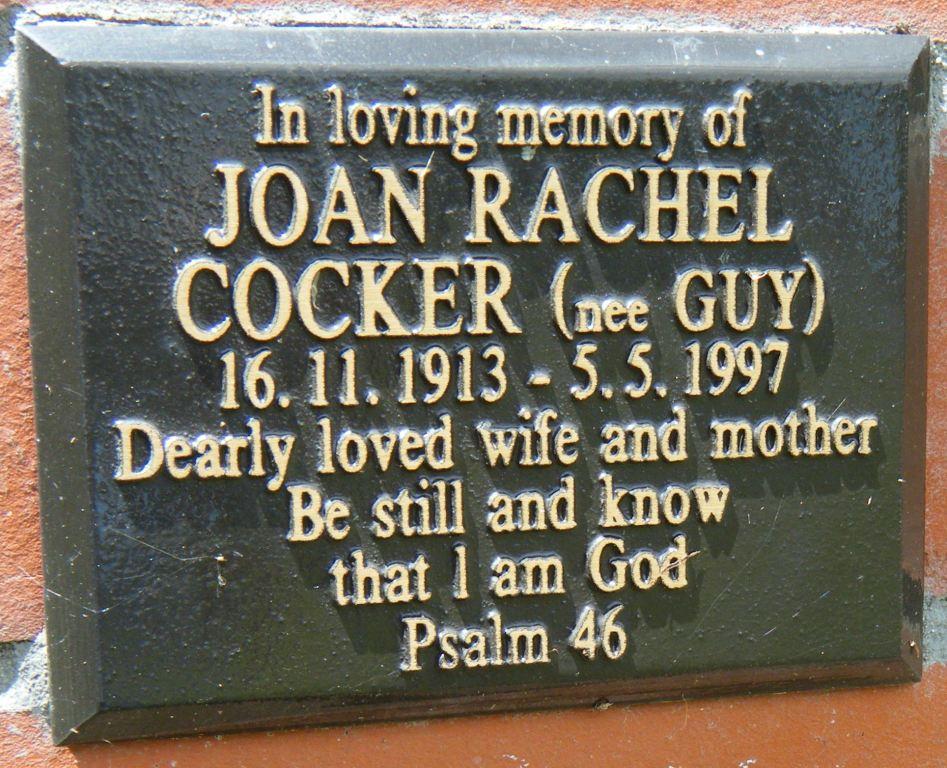 In loving memory of
JOAN RACHEL
COCKER (nee GUY)
16. 11. 1913 - 5. 5. 1997
Dearly loved wife and mother
Be still and know
that I am God
Psalm 46